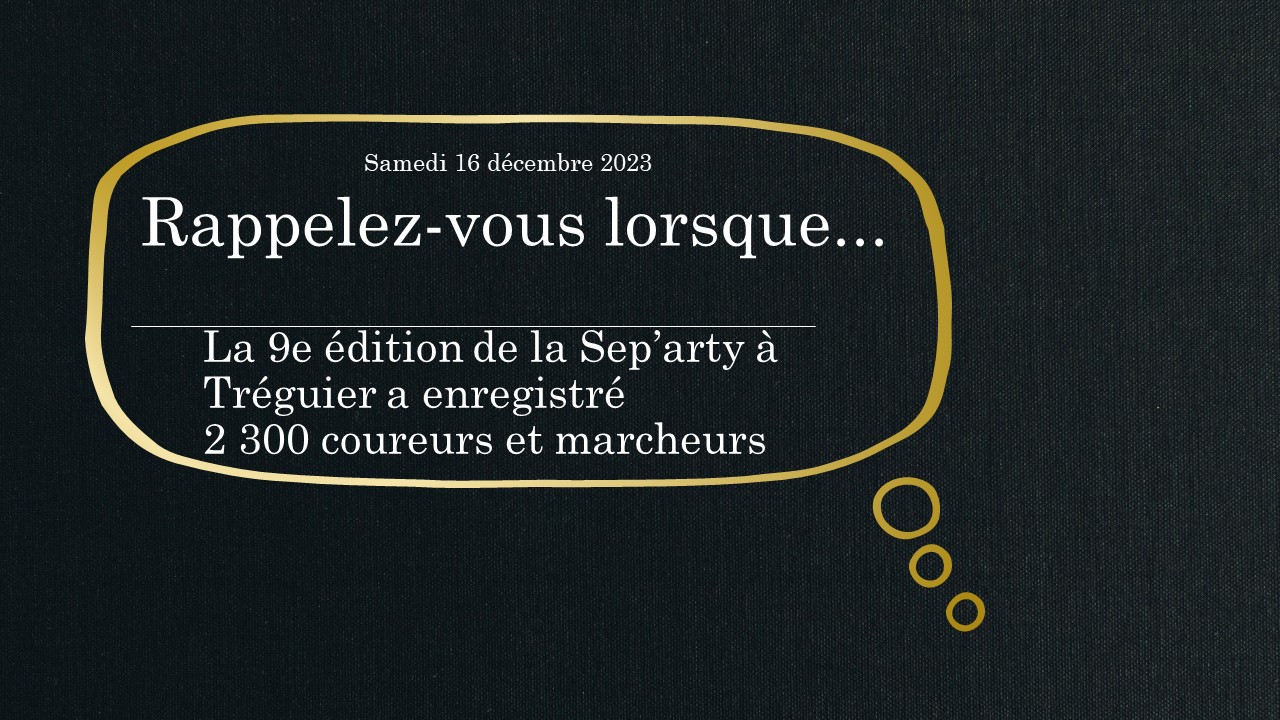 Samedi 16 décembre 2023
Rappelez-vous lorsque...
La 9e édition de la Sep’arty à
Tréguier a enregistré
2 300 coureurs et marcheurs